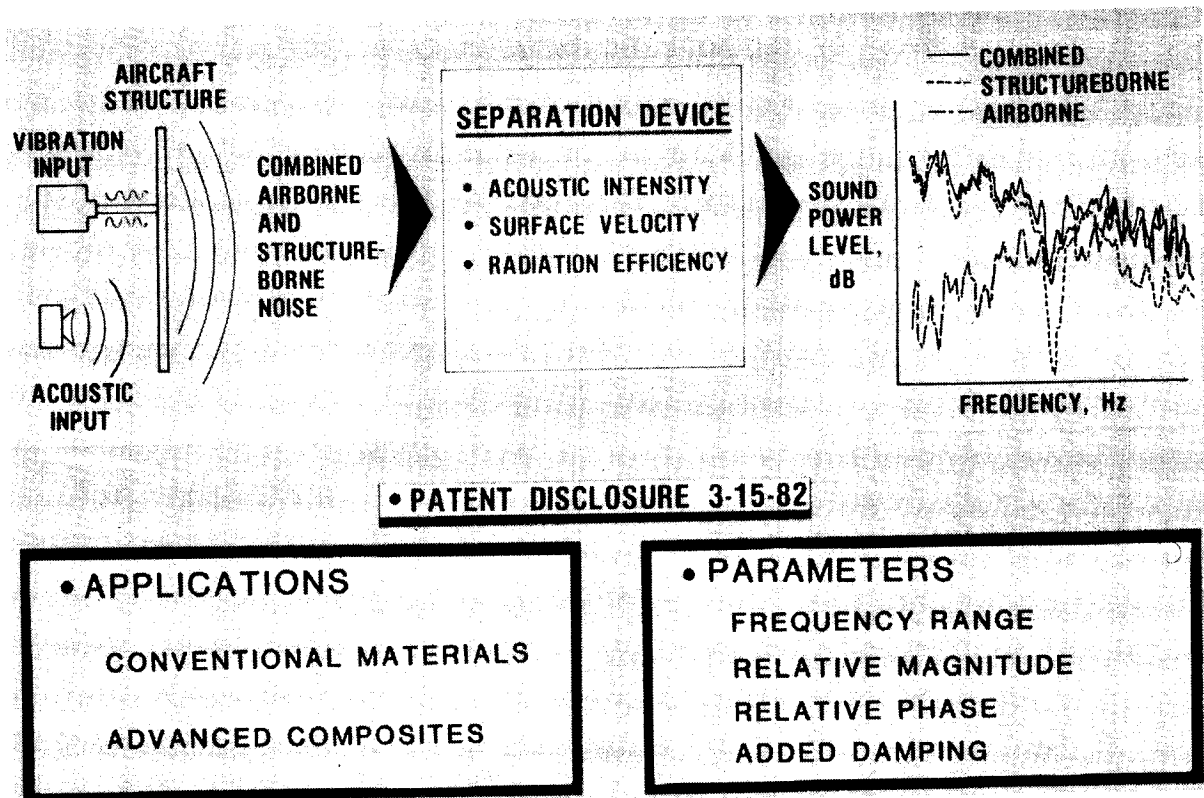 AIRCRAFT
STRUCTURE
VIBRATION
INPUT
ACOUSTIC
INPUT
COMBINED
AIRBORNE
AND
STRUCTURE-
BORNE
NOISE
SEPARATION DEVICE
• ACOUSTIC INTENSITY
• SURFACE VELOCITY
• RADIATION EFFICIENCY
SOUND
POWER
LEVEL,
dB
COMBINED
STRUCTUREBORNE
AIRBORNE
FREQUENCY, Hz
• PATENT DISCLOSURE 3-15-82
• APPLICATIONS
CONVENTIONAL MATERIALS
ADVANCED COMPOSITES
• PARAMETERS
FREQUENCY RANGE
RELATIVE MAGNITUDE
RELATIVE PHASE
ADDED DAMPING